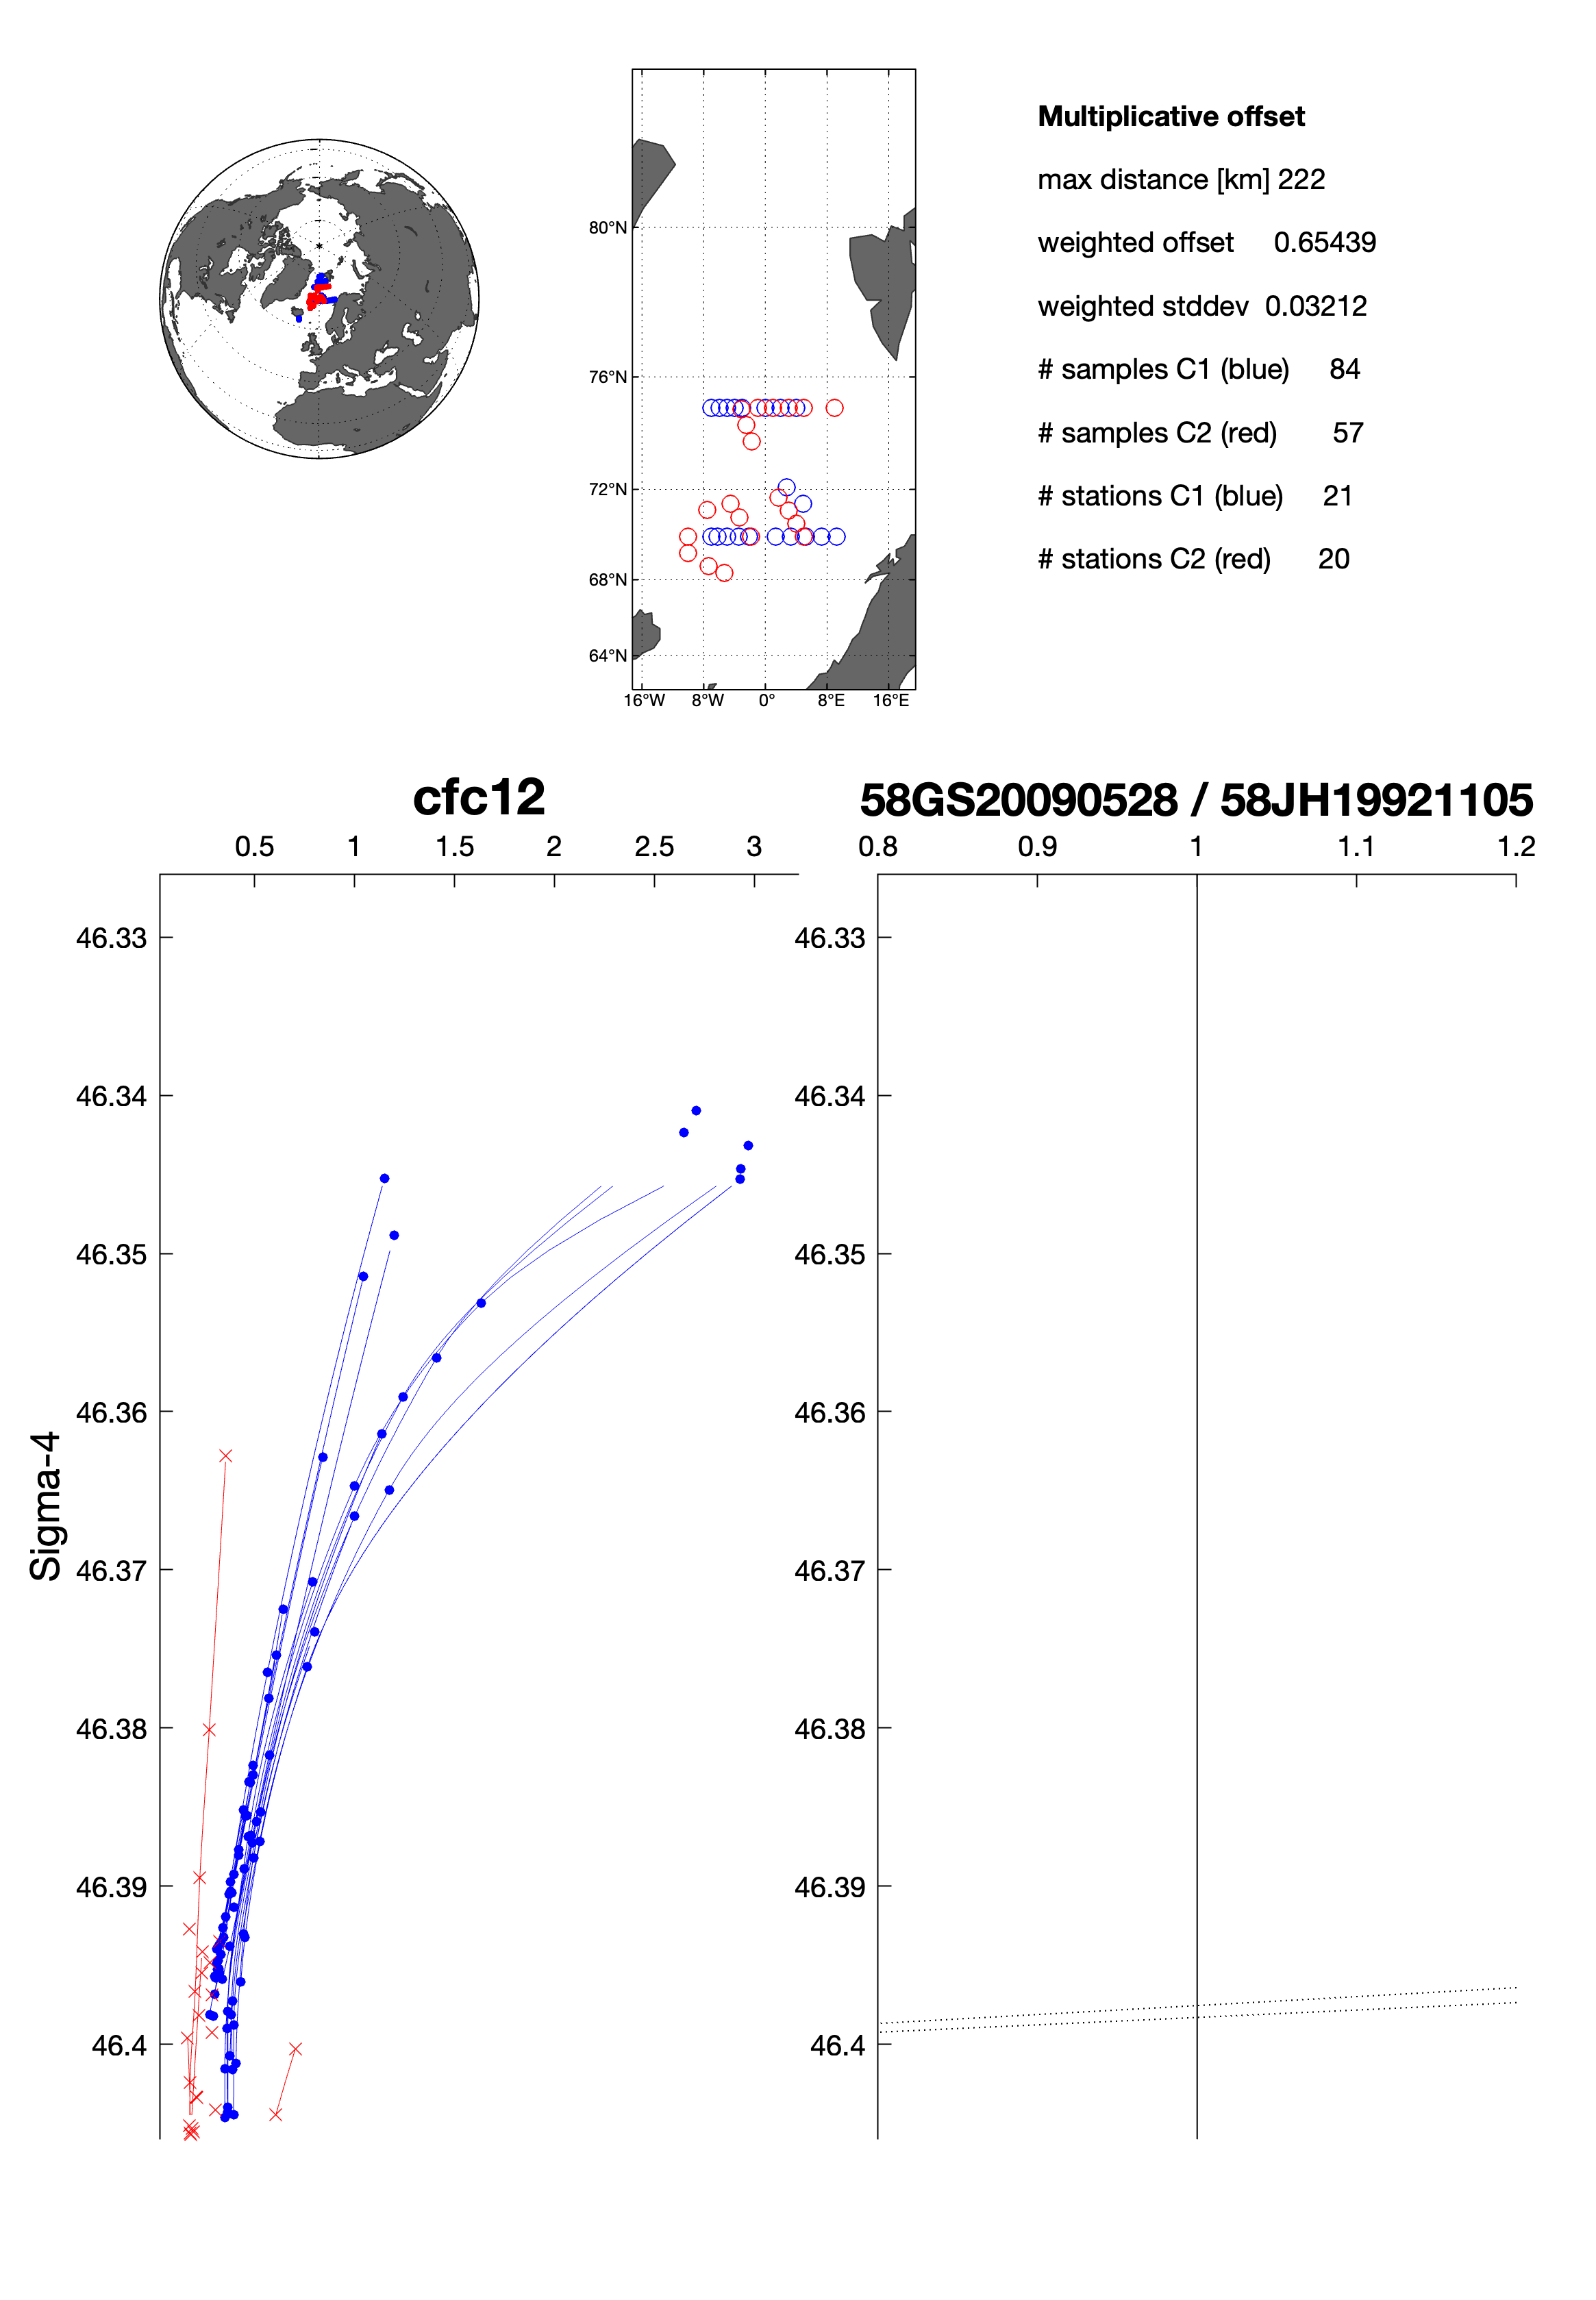 Multiplicative offset
max distance [km] 222
weighted offset 0.65439
weighted stddev 0.03212
# samples C1 (blue) 84
# samples C2 (red) 57
# stations C1 (blue) 21
# stations C2 (red) 20
80°N
76°N
72°N
68°N
64°N
16°W 8°W 0° 8°E 16°E
cfc12
0.5 1 1.5 2 2.5 3
46.33
46.34
46.35
46.36
46.37
46.38
46.39
46.4
Sigma-4
58GS20090528 / 58JH19921105
0.8 0.9 1 1.1 1.2
46.33
46.34
46.35
46.36
46.37
46.38
46.39
46.4